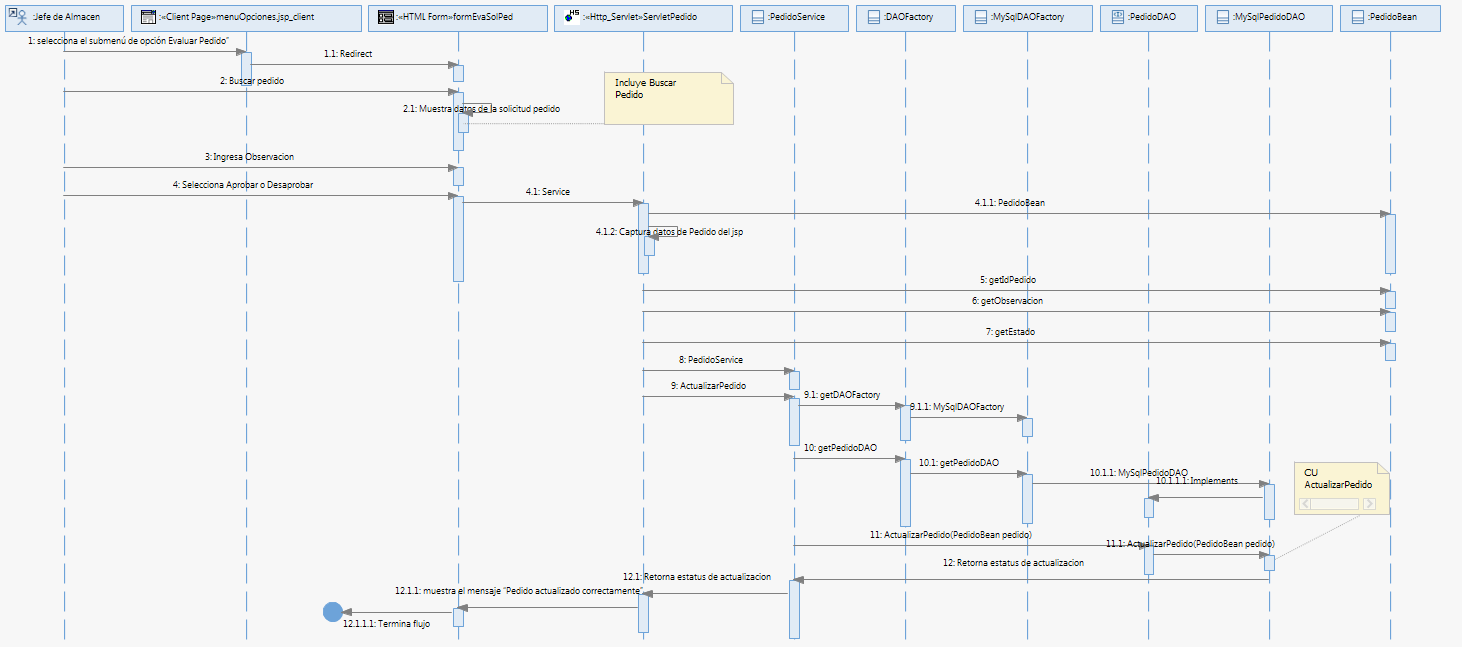 :Jefe de Almacen
:«Client Page»menuOpciones.jsp_client
:«HTML Form»formEvaSolPed
:«Http_Servlet»ServletPedido
:PedidoService
:DAOFactory
:MySqlDAOFactory
:PedidoDAO
:MySqlPedidoDAO
:PedidoBean
1: selecciona el submenú de opción Evaluar Pedido"
1.1: Redirect
2: Buscar pedido
Incluye Buscar
Pedido
2.1: Muestra datos de la solicitud pedido
3: Ingresa Observacion
4: Selecciona Aprobar o Desaprobar
4.1: Service
4.1.1: PedidoBean
4.1.2: Captura datos de Pedido del jsp
5: getIdPedido
6: getObservacion
7: getEstado
8: PedidoService
9: ActualizarPedido
9.1: getDAOFactory
9.1.1: MySqlDAOFactory
10: getPedidoDAO
10.1: getPedidoDAO
10.1.1: MySqlPedidoDAO
10.1.1.1: Implements
CU
ActualizarPedido
11: ActualizarPedido(PedidoBean pedido)
11.1: ActualizarPedido(PedidoBean pedido)
12: Retorna estatus de actualizacion
12.1: Retorna estatus de actualizacion
12.1.1: muestra el mensaje "Pedido actualizado correctamente"
12.1.1.1: Termina flujo